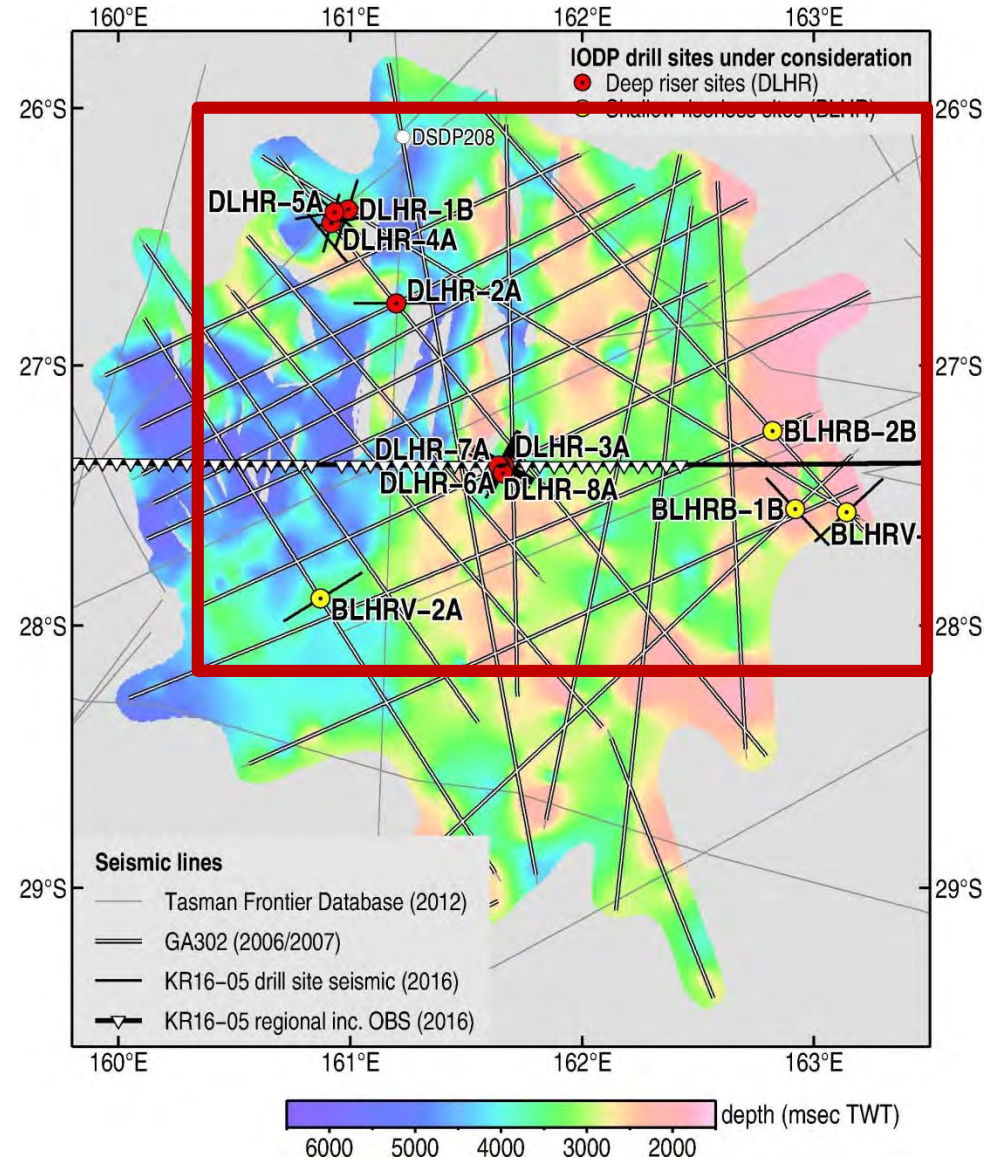 160°E 161°E 162°E 163°E
IODP drill sites under consideration
Deep riser sites (DLHR)
Shallow riserless sites (BLHR)
26°S 26°S
DSDP208
DLHR-5A DLHR-1B
DLHR-4A
DLHR-2A
27°S 27°S
BLHRB-2B
DLHR-7A DLHR-3A
DLHR-6A DLHR-8A
BLHRB-1B
BLHRV-
BLHRV-2A
28°S 28°S
Seismic lines
29°S 29°S
Tasman Frontier Database (2012)
GA302 (2006/2007)
KR16-05 drill site seismic (2016)
KR16-05 regional inc. OBS (2016)
160°E 161°E 162°E 163°E
depth (msec TWT)
6000 5000 4000 3000 2000